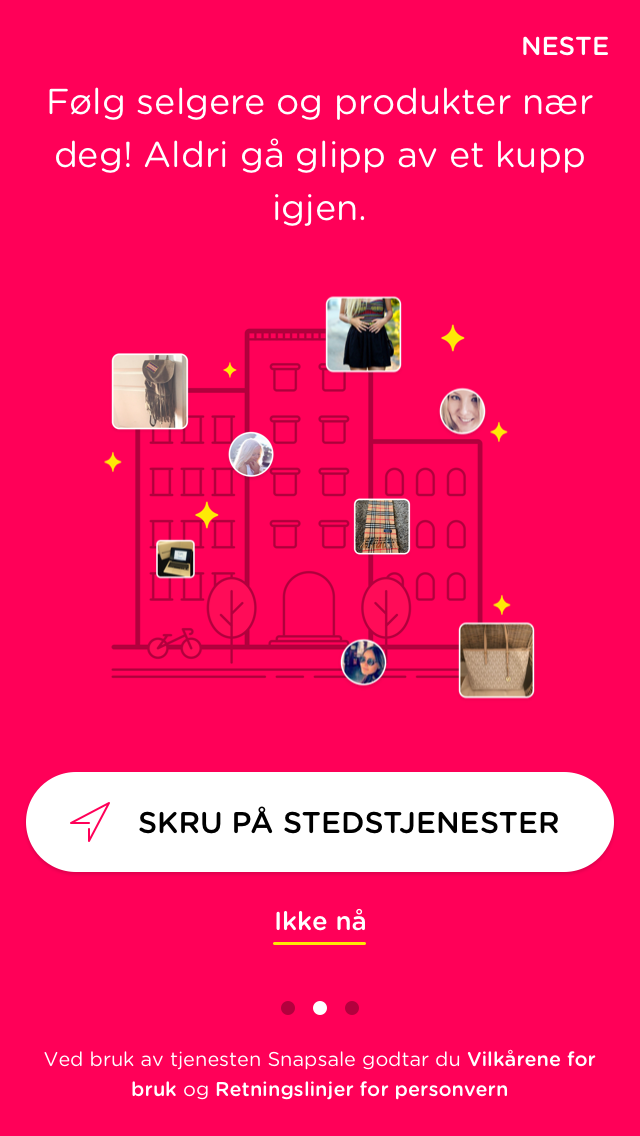 NESTE
Følg selgere og produkter nær
deg! Aldri gå glipp av et kupp
igjen.
SKRU PÅ STEDSTJENESTER
Ikke nå
Ved bruk av tjenesten Snapsale godtar du Vilkårene for
bruk og Retningslinjer for personvern